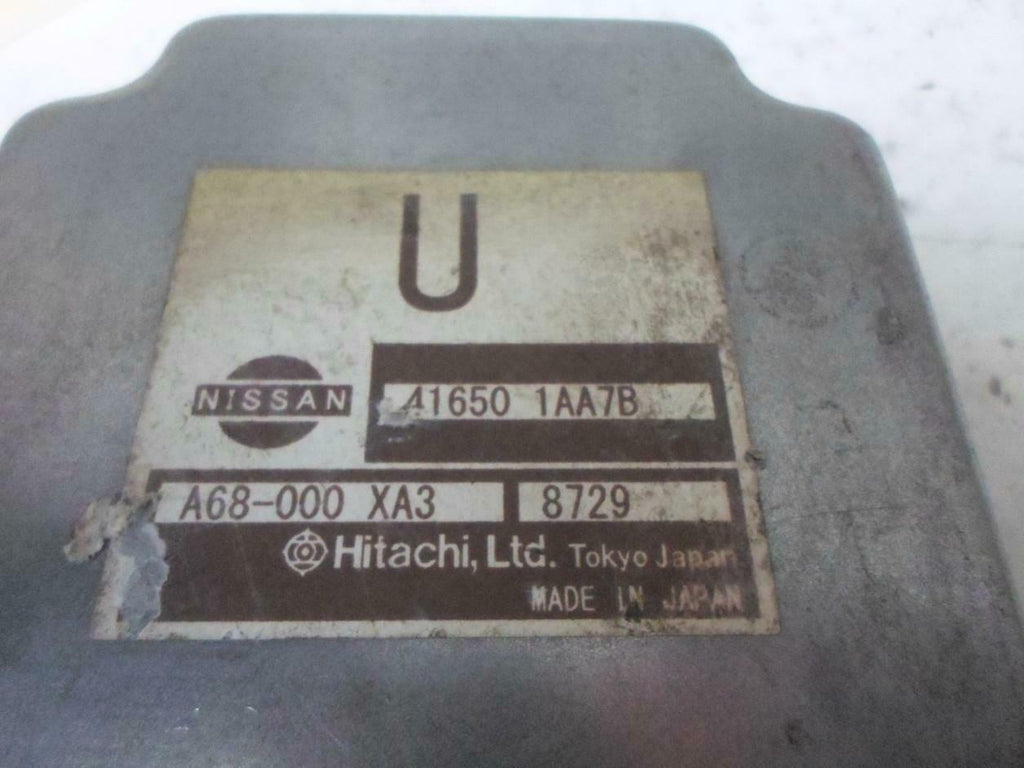 U
NISSAN
41650 1AA7B
A68-000 XA3 8729
Hitachi, Ltd. Tokyo Japan
MADE IN JAPAN